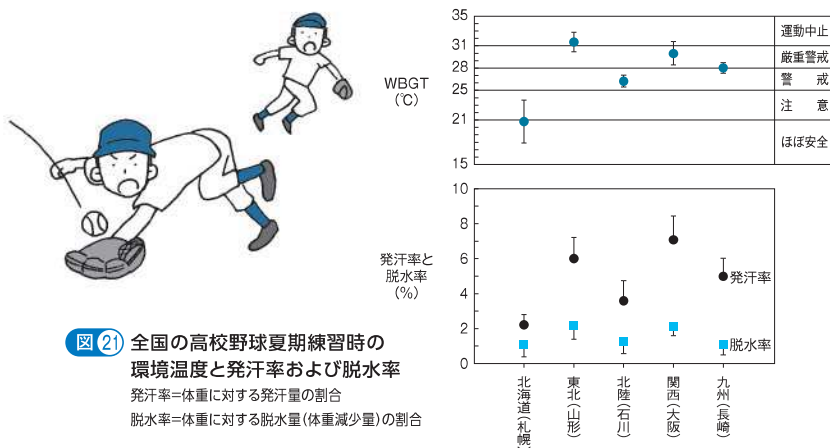 35
31
28
25
21
15
WBGT
(℃)
運動中止
厳重警戒
警 戒
注 意
ほぼ安全
10
8
6
4
2
0
発汗率と
脱水率
(%)
発汗率
脱水率
北海道(札幌
東北(山形)
北陸(石川)
関西(大阪)
九州(長崎)
図21 全国の高校野球夏期練習時の
環境温度と発汗率および脱水率
発汗率=体重に対する発汗量の割合
脱水率=体重に対する脱水量(体重減少量)の割合